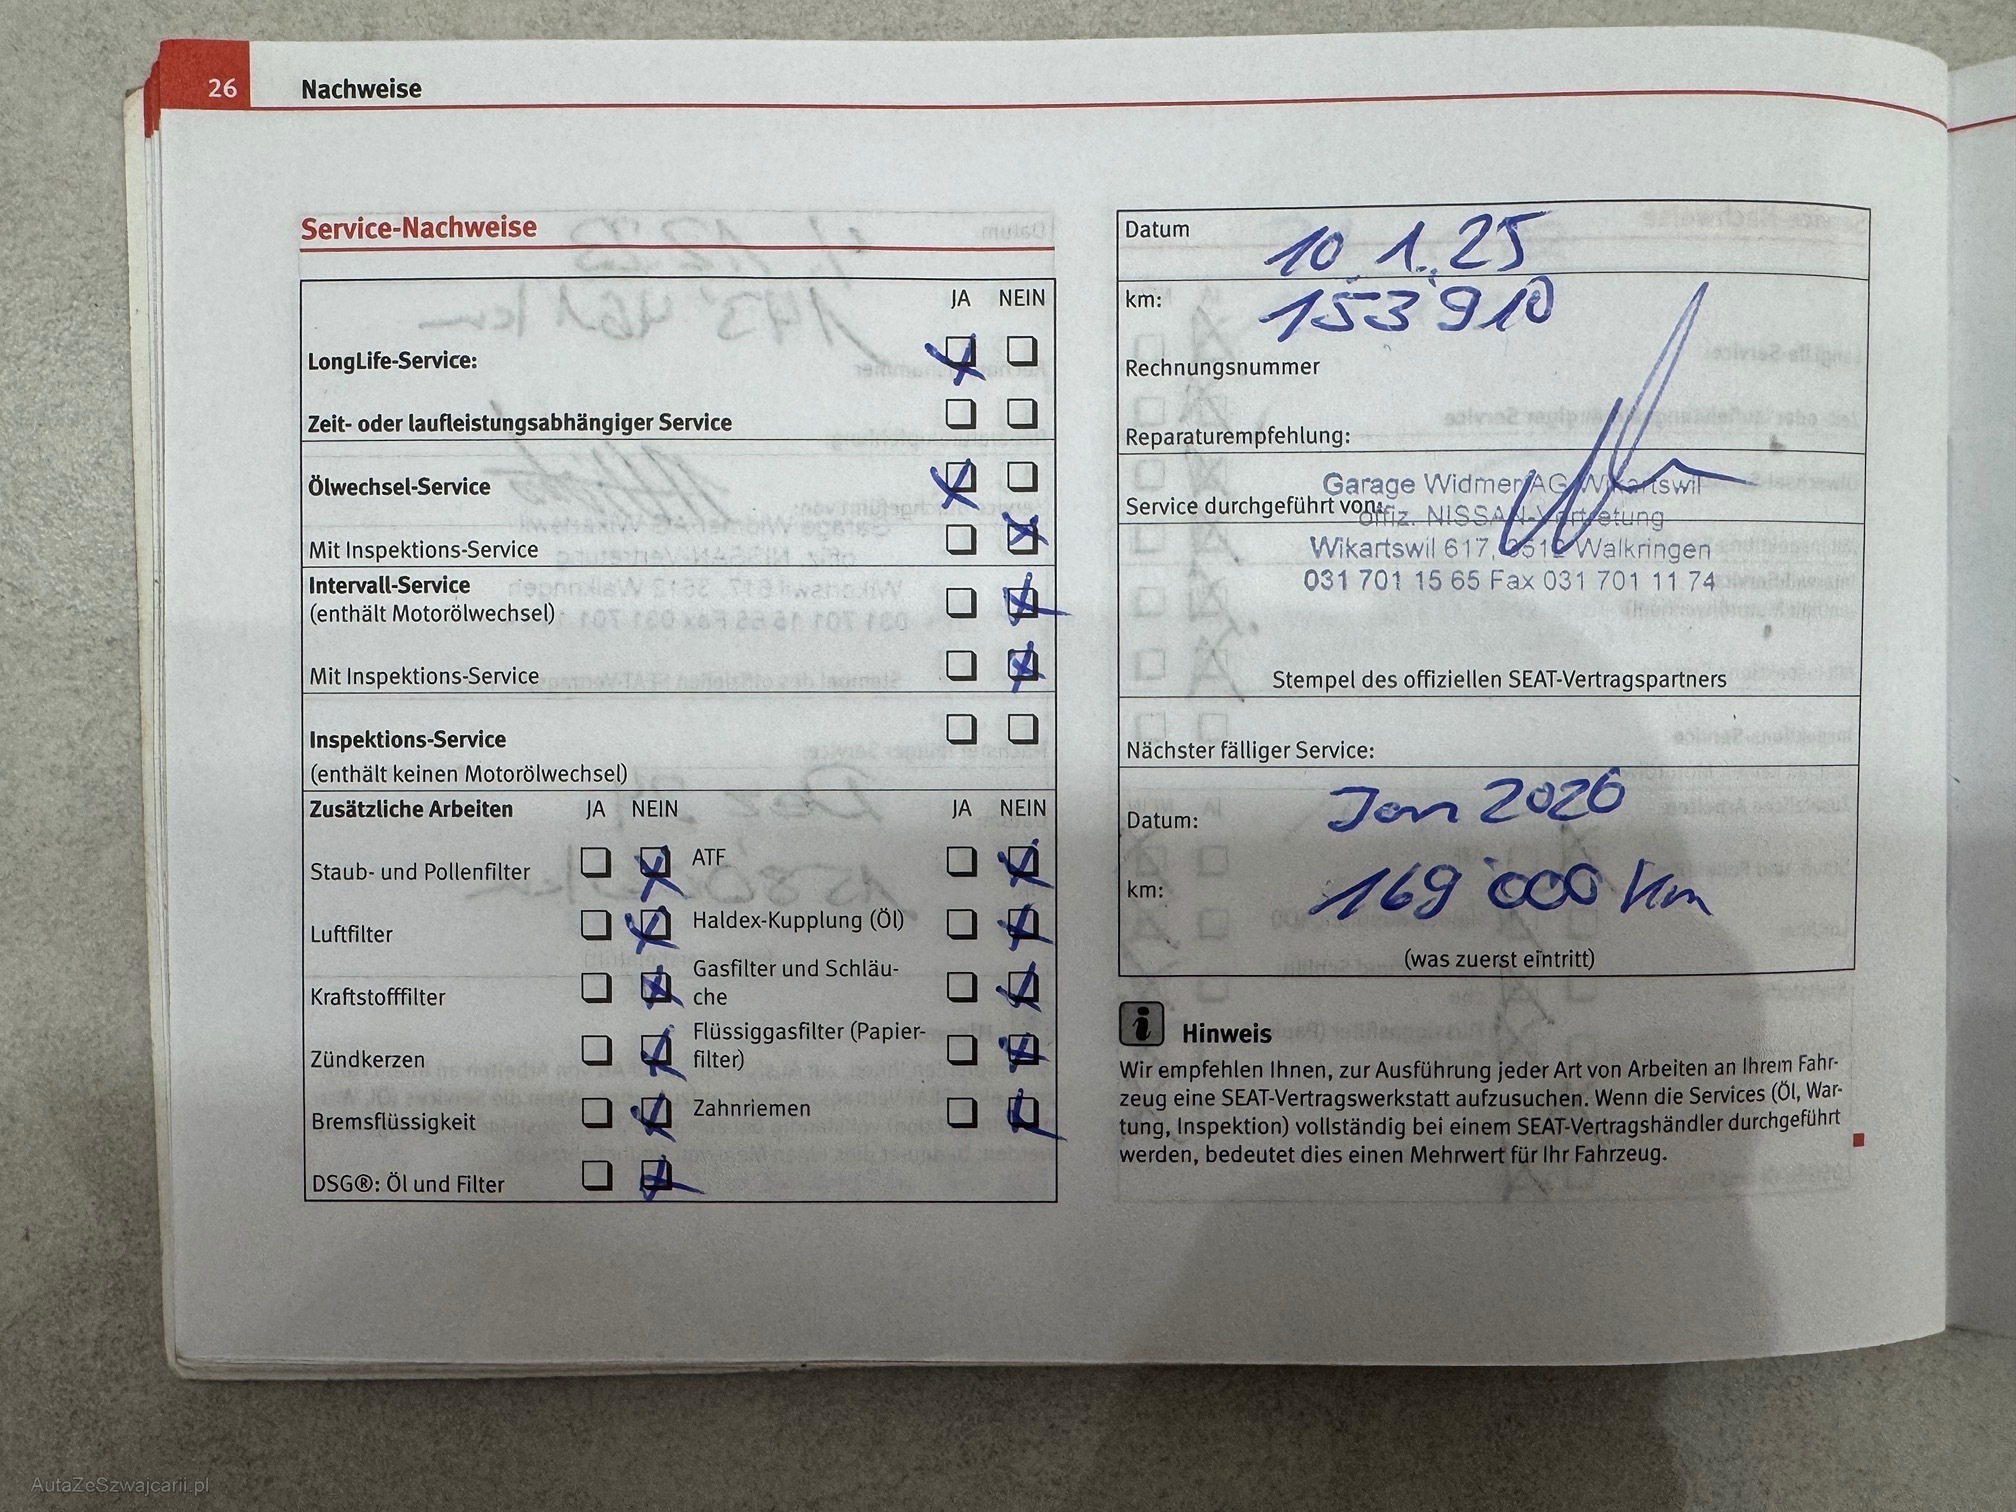 26 Nachweise
Service-Nachweise
JA NEIN
LongLife-Service:
Zeit- oder laufleistungsabhängiger Service
Ölwechsel-Service
Mit Inspektions-Service
Intervall-Service
(enthält Motorölwechsel)
Mit Inspektions-Service
Inspektions-Service
(enthält keinen Motorölwechsel)
Zusätzliche Arbeiten JA NEIN JA NEIN
Staub- und Pollenfilter ATF
Luftfilter Haldex-Kupplung (Öl)
Kraftstofffilter Gasfilter und Schläu-
che
Zündkerzen Flüssiggasfilter (Papier-
filter)
Bremsflüssigkeit Zahnriemen
DSG®: Öl und Filter
Datum 10.1.25
km: 153'910
Rechnungsnummer
Reparaturempfehlung:
Garage Widmer AG Wikartswil
Service durchgeführt von:
offiz. NISSAN-Vertretung
Wikartswil 617, 3512 Walkringen
031 701 15 65 Fax 031 701 11 74
Stempel des offiziellen SEAT-Vertragspartners
Nächster fälliger Service:
Datum: Jan 2026
km: 169'000 km
(was zuerst eintritt)
i Hinweis
Wir empfehlen Ihnen, zur Ausführung jeder Art von Arbeiten an Ihrem Fahr-
zeug eine SEAT-Vertragswerkstatt aufzusuchen. Wenn die Services (Öl, War-
tung, Inspektion) vollständig bei einem SEAT-Vertragshändler durchgeführt
werden, bedeutet dies einen Mehrwert für Ihr Fahrzeug.
AutaZeSzwajcarii.pl